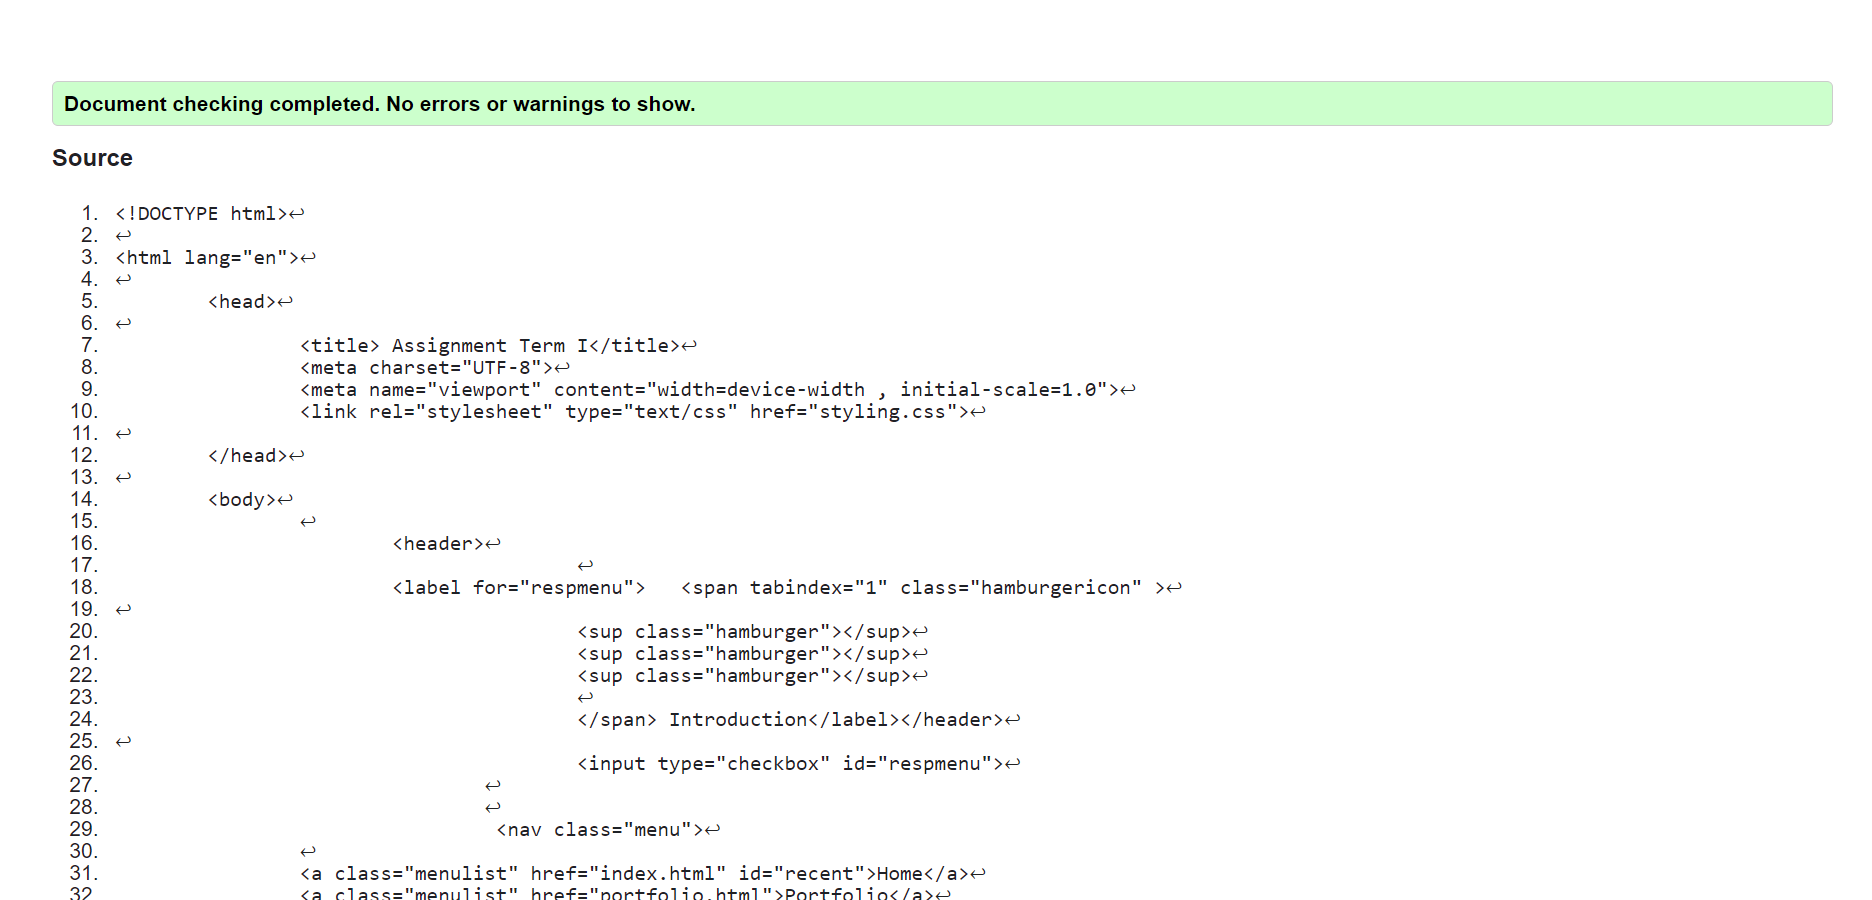 Document checking completed. No errors or warnings to show.
Source
1. <!DOCTYPE html>↩
2. ↩
3. <html lang="en">↩
4. ↩
5. <head>↩
6. ↩
7. <title> Assignment Term I</title>↩
8. <meta charset="UTF-8">↩
9. <meta name="viewport" content="width=device-width , initial-scale=1.0">↩
10. <link rel="stylesheet" type="text/css" href="styling.css">↩
11. ↩
12. </head>↩
13. ↩
14. <body>↩
15. ↩
16. <header>↩
17. ↩
18. <label for="respmenu">   <span tabindex="1" class="hamburgericon" >↩
19. ↩
20. <sup class="hamburger"></sup>↩
21. <sup class="hamburger"></sup>↩
22. <sup class="hamburger"></sup>↩
23. ↩
24. </span> Introduction</label></header>↩
25. ↩
26. <input type="checkbox" id="respmenu">↩
27. ↩
28. ↩
29. <nav class="menu">↩
30. ↩
31. <a class="menulist" href="index.html" id="recent">Home</a>↩
32 <a class="menulist" href="portfolio.html">Portfolio</a>↩